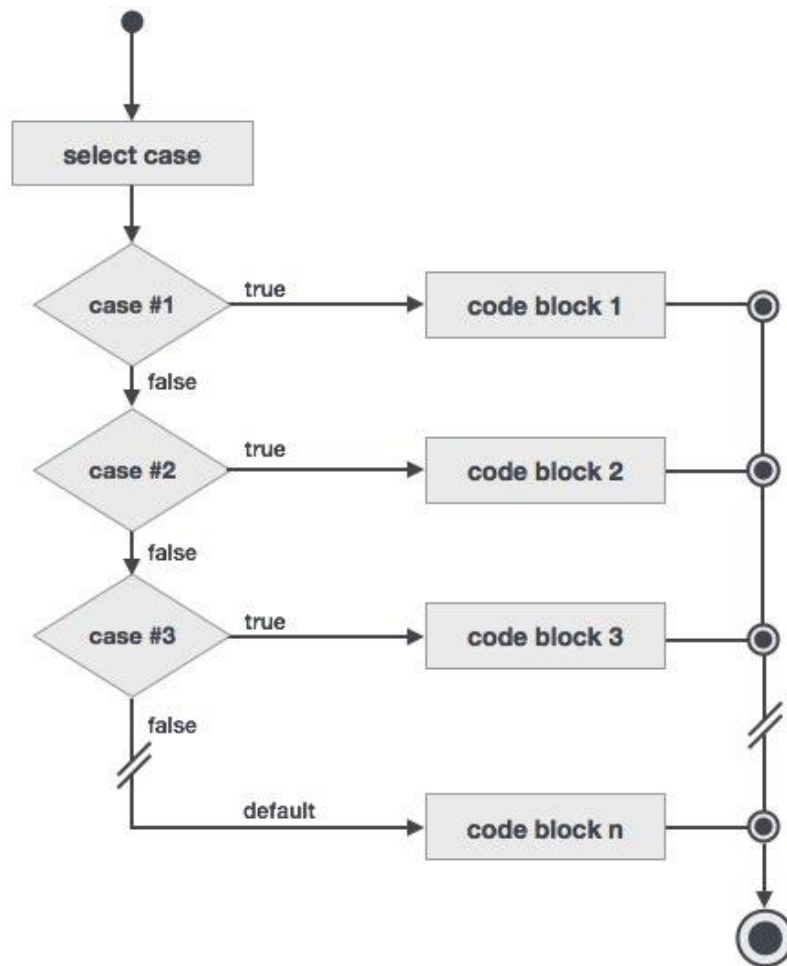 select case
case #1
true
code block 1
false
case #2
true
code block 2
false
case #3
true
code block 3
false
default
code block n